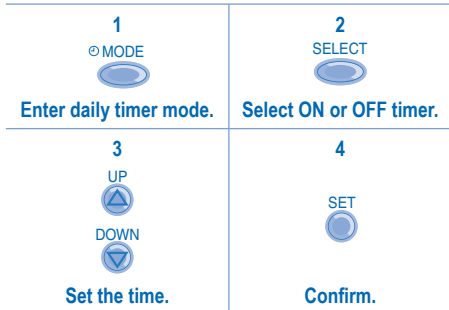 1
MODE
Enter daily timer mode.
2
SELECT
Select ON or OFF timer.
3
UP
DOWN
Set the time.
4
SET
Confirm.